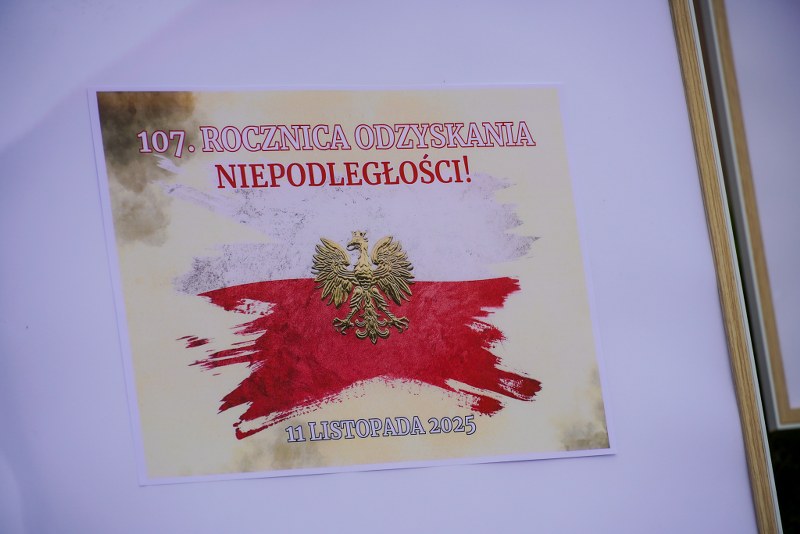 107. ROCZNICA ODZYSKANIA
NIEPODLEGŁOŚCI!
11 LISTOPADA 2025